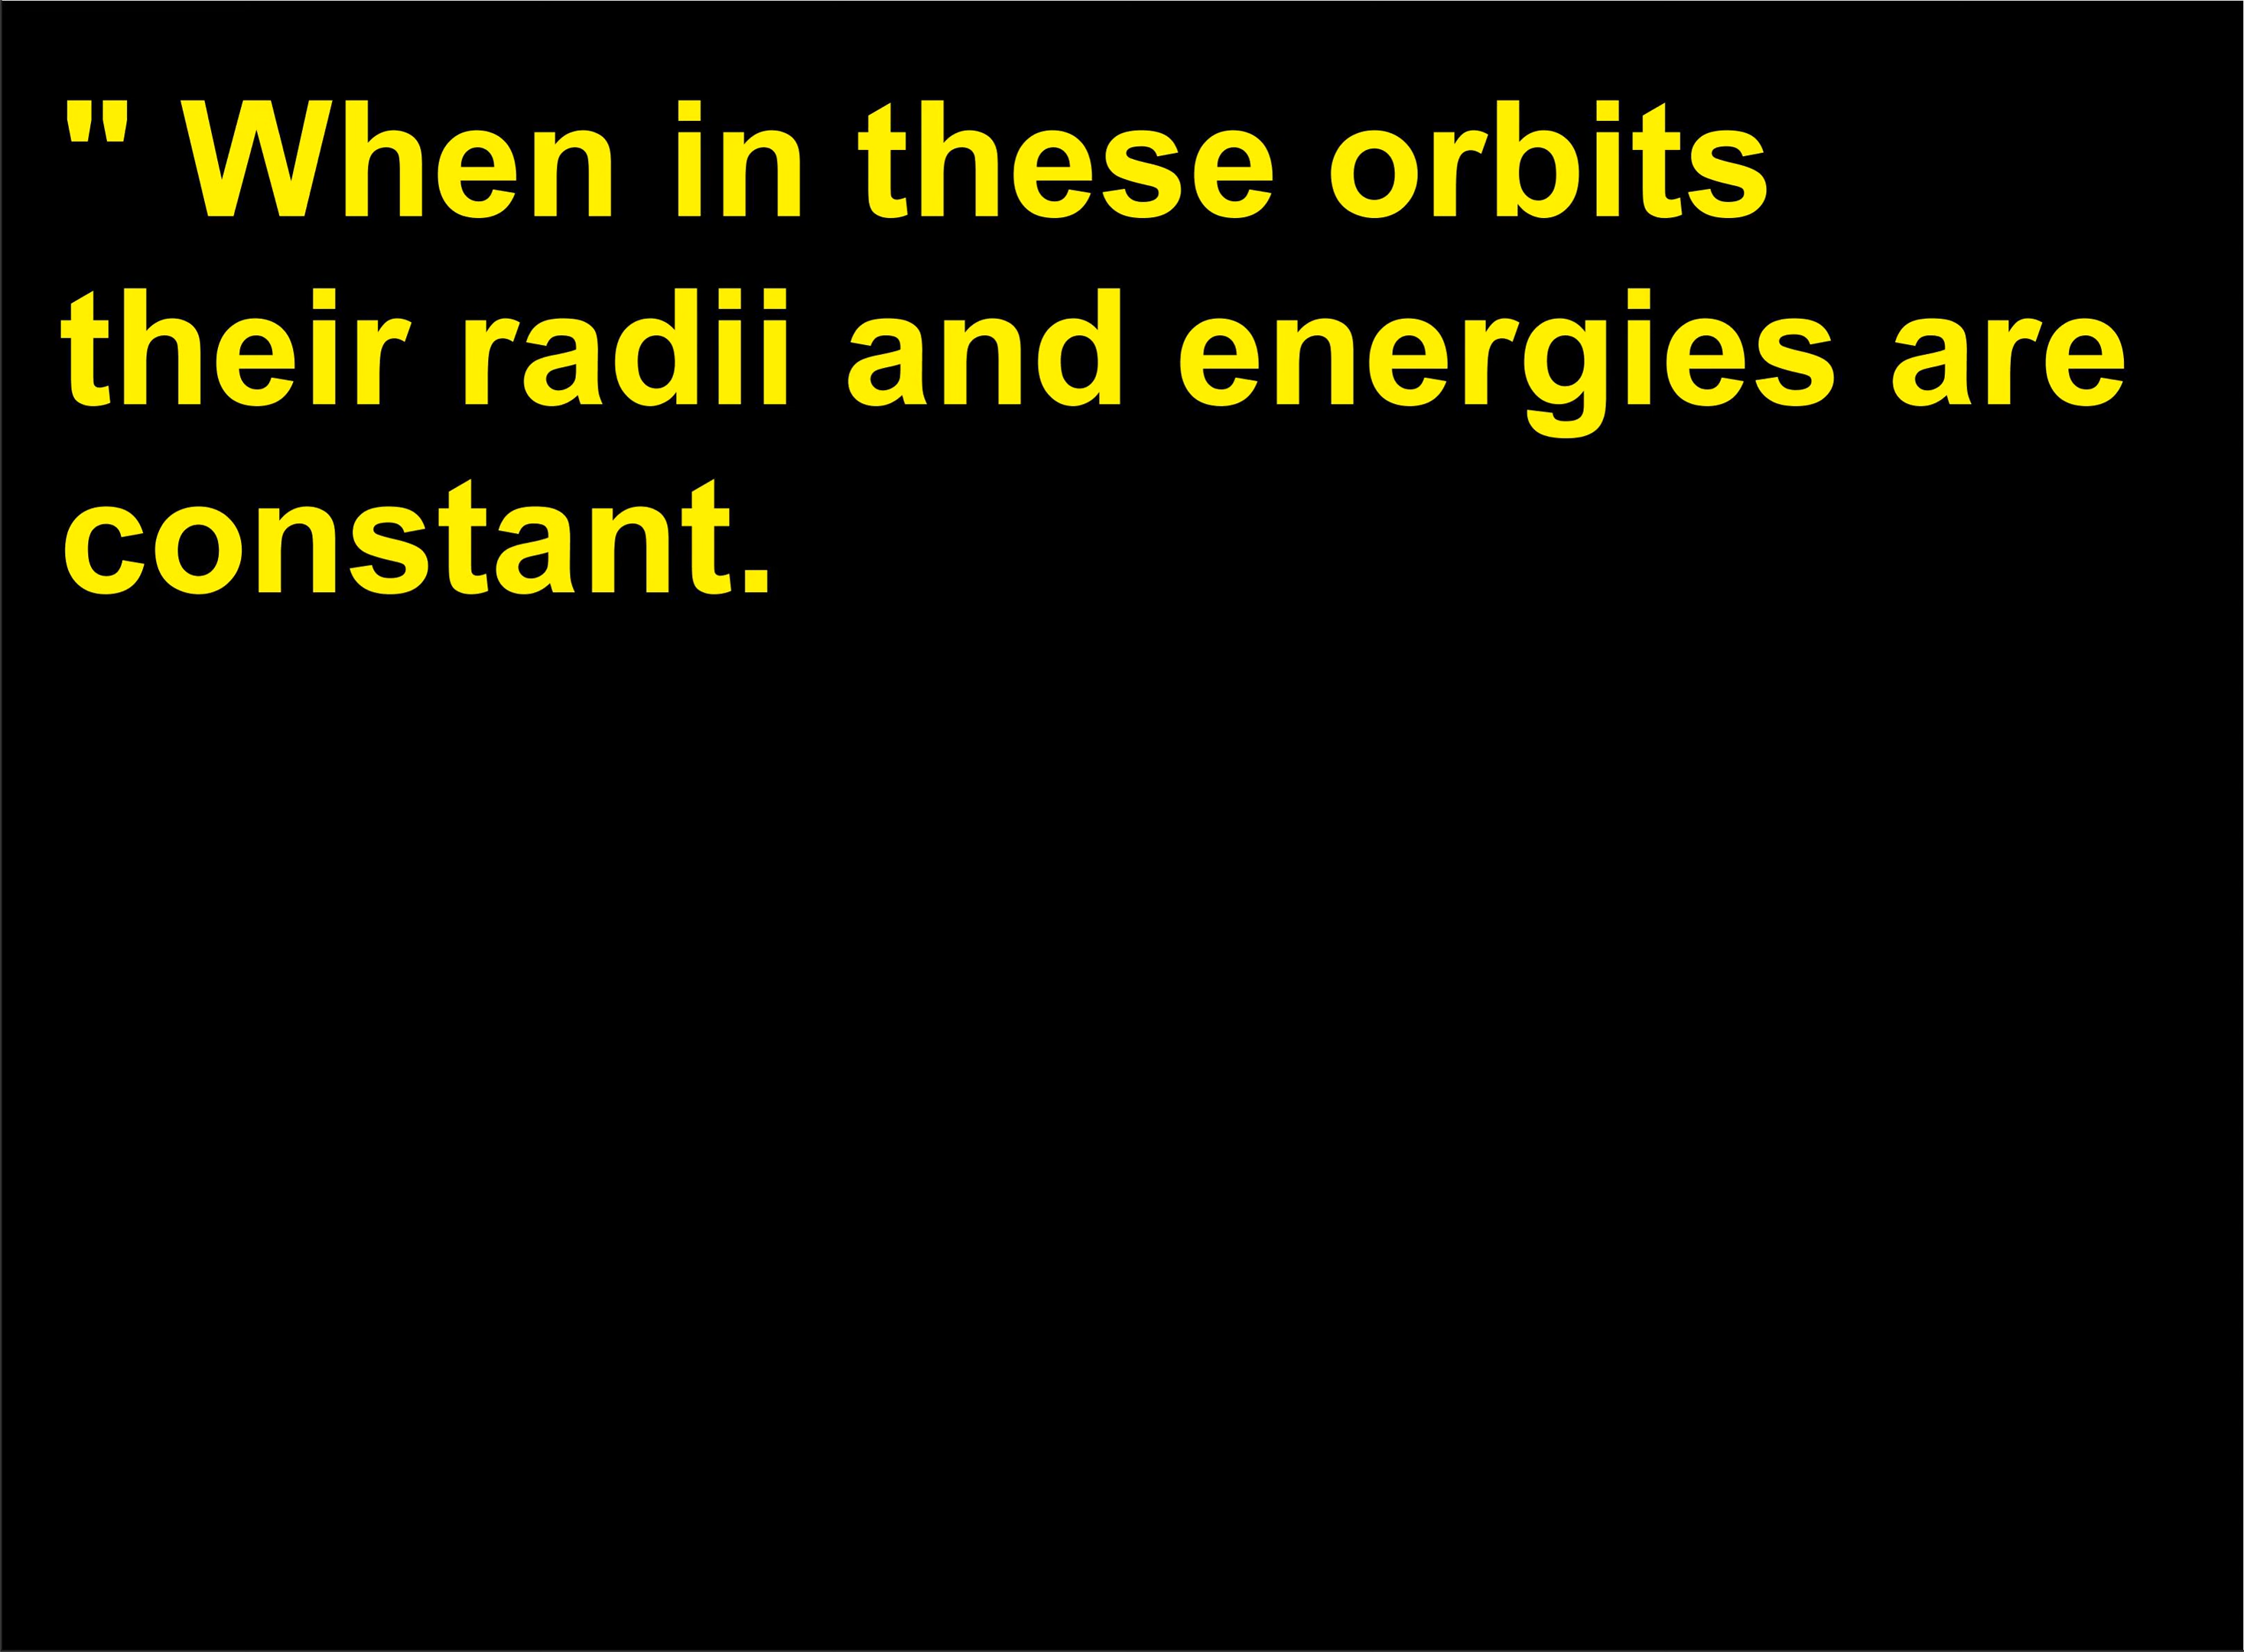 " When in these orbits
their radii and energies are
constant.